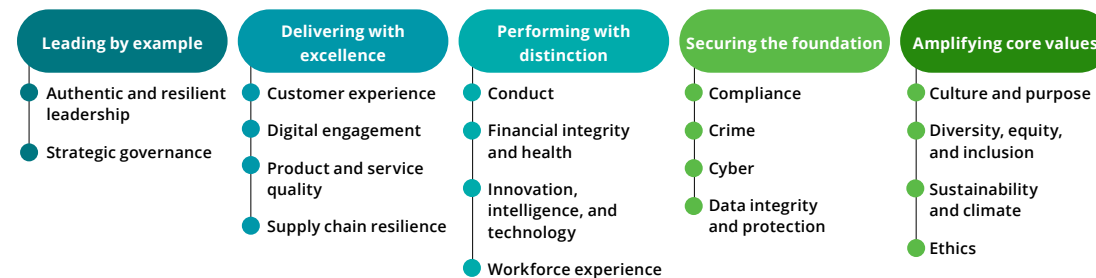 Leading by example
Authentic and resilient
leadership
Strategic governance
Delivering with
excellence
Customer experience
Digital engagement
Product and service
quality
Supply chain resilience
Performing with
distinction
Conduct
Financial integrity
and health
Innovation,
intelligence, and
technology
Workforce experience
Securing the foundation
Compliance
Crime
Cyber
Data integrity
and protection
Amplifying core values
Culture and purpose
Diversity, equity,
and inclusion
Sustainability
and climate
Ethics